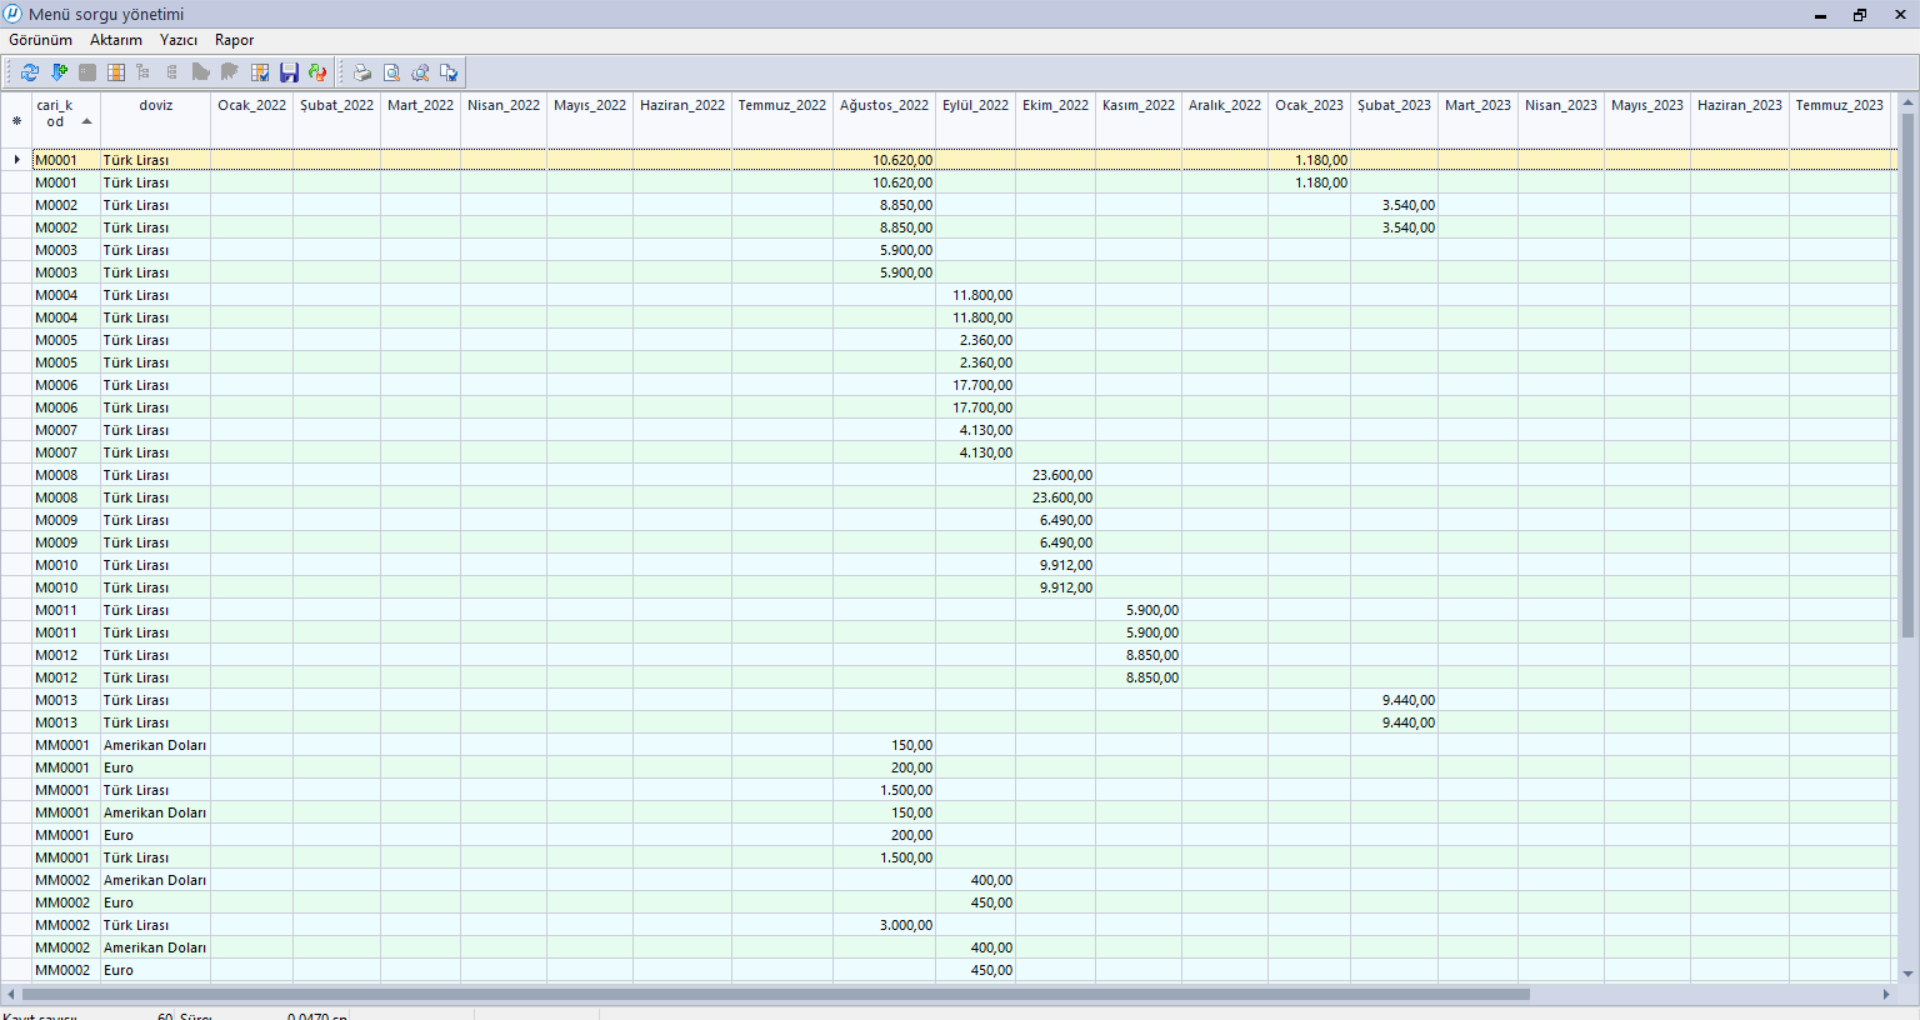 Menü sorgu yönetimi
Görünüm Aktarım Yazıcı Rapor
cari_kod doviz Ocak_2022 Şubat_2022 Mart_2022 Nisan_2022 Mayıs_2022 Haziran_2022 Temmuz_2022 Ağustos_2022 Eylül_2022 Ekim_2022 Kasım_2022 Aralık_2022 Ocak_2023 Şubat_2023 Mart_2023 Nisan_2023 Mayıs_2023 Haziran_2023 Temmuz_2023
M0001 Türk Lirası 10.620,00 1.180,00
M0001 Türk Lirası 10.620,00 1.180,00
M0002 Türk Lirası 8.850,00 3.540,00
M0002 Türk Lirası 8.850,00 3.540,00
M0003 Türk Lirası 5.900,00
M0003 Türk Lirası 5.900,00
M0004 Türk Lirası 11.800,00
M0004 Türk Lirası 11.800,00
M0005 Türk Lirası 2.360,00
M0005 Türk Lirası 2.360,00
M0006 Türk Lirası 17.700,00
M0006 Türk Lirası 17.700,00
M0007 Türk Lirası 4.130,00
M0007 Türk Lirası 4.130,00
M0008 Türk Lirası 23.600,00
M0008 Türk Lirası 23.600,00
M0009 Türk Lirası 6.490,00
M0009 Türk Lirası 6.490,00
M0010 Türk Lirası 9.912,00
M0010 Türk Lirası 9.912,00
M0011 Türk Lirası 5.900,00
M0011 Türk Lirası 5.900,00
M0012 Türk Lirası 8.850,00
M0012 Türk Lirası 8.850,00
M0013 Türk Lirası 9.440,00
M0013 Türk Lirası 9.440,00
MM0001 Amerikan Doları 150,00
MM0001 Euro 200,00
MM0001 Türk Lirası 1.500,00
MM0001 Amerikan Doları 150,00
MM0001 Euro 200,00
MM0001 Türk Lirası 1.500,00
MM0002 Amerikan Doları 400,00
MM0002 Euro 450,00
MM0002 Türk Lirası 3.000,00
MM0002 Amerikan Doları 400,00
MM0002 Euro 450,00
Kayıt sayısı: 60 Süre: 0.0470 sn